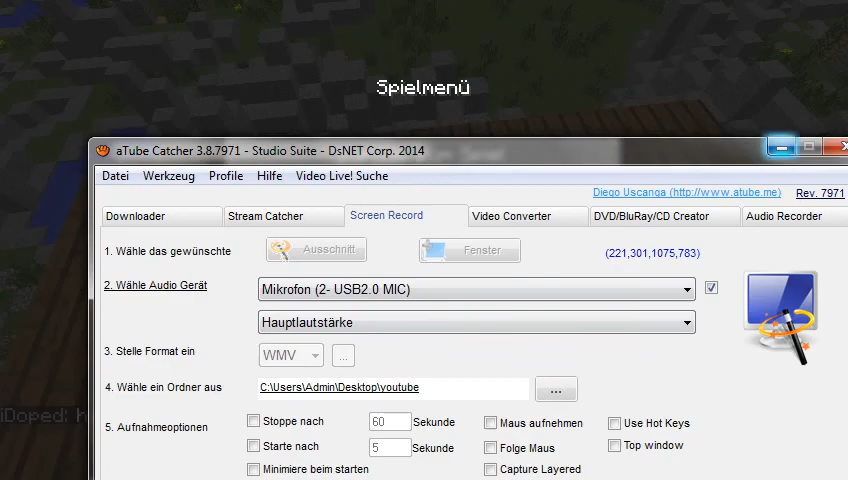 Spielmenü
aTube Catcher 3.8.7971 - Studio Suite - DsNET Corp. 2014
Datei Werkzeug Profile Hilfe Video Live! Suche
Diego Uscanga (http://www.atube.me) Rev. 7971
Downloader Stream Catcher Screen Record Video Converter DVD/BluRay/CD Creator Audio Recorder
1. Wähle das gewünschte Ausschnitt Fenster (221,301,1075,783)
2. Wähle Audio Gerät Mikrofon (2- USB2.0 MIC)
Hauptlautstärke
3. Stelle Format ein WMV ...
4. Wähle ein Ordner aus C:\Users\Admin\Desktop\youtube ...
iDoped: h
5. Aufnahmeoptionen Stoppe nach 60 Sekunde Maus aufnehmen Use Hot Keys
Starte nach 5 Sekunde Folge Maus Top window
Minimiere beim starten Capture Layered